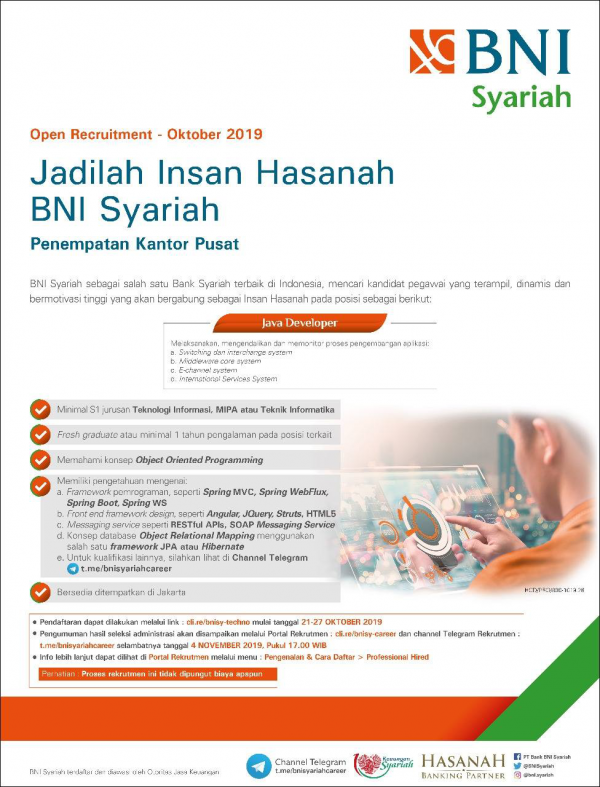 BNI
Syariah
Open Recruitment - Oktober 2019
Jadilah Insan Hasanah
BNI Syariah
Penempatan Kantor Pusat
BNI Syariah sebagai salah satu Bank Syariah terbaik di Indonesia, mencari kandidat pegawai yang terampil, dinamis dan
bermotivasi tinggi yang akan bergabung sebagai Insan Hasanah pada posisi sebagai berikut:
Java Developer
Melaksanakan, mengendalikan dan memonitor proses pengembangan aplikasi:
a. Switching dan interchange system
b. Middleware core system
c. E-channel system
d. International Services System
Minimal S1 jurusan Teknologi Informasi, MIPA atau Teknik Informatika
Fresh graduate atau minimal 1 tahun pengalaman pada posisi terkait
Memahami konsep Object Oriented Programming
Memiliki pengetahuan mengenai:
a. Framework pemrograman, seperti Spring MVC, Spring WebFlux,
Spring Boot, Spring WS
b. Front end framework design, seperti Angular, JQuery, Struts, HTML5
c. Messaging service seperti RESTful APIs, SOAP Messaging Service
d. Konsep database Object Relational Mapping menggunakan
salah satu framework JPA atau Hibernate
e. Untuk kualifikasi lainnya, silahkan lihat di Channel Telegram
t.me/bnisyariahcareer
Bersedia ditempatkan di Jakarta
• Pendaftaran dapat dilakukan melalui link : cli.re/bnisy-techno mulai tanggal 21-27 OKTOBER 2019
• Pengumuman hasil seleksi administrasi akan disampaikan melalui Portal Rekrutmen : cli.re/bnisy-career dan channel Telegram Rekrutmen :
t.me/bnisyariahcareer selambatnya tanggal 4 NOVEMBER 2019, Pukul 17.00 WIB
• Info lebih lanjut dapat dilihat di Portal Rekrutmen melalui menu : Pengenalan & Cara Daftar > Professional Hired
Perhatian : Proses rekrutmen ini tidak dipungut biaya apapun
BNI Syariah terdaftar dan diawasi oleh Otoritas Jasa Keuangan.
Channel Telegram
t.me/bnisyariahcareer
Keuangan
Syariah
HASANAH
BANKING PARTNER
PT Bank BNI Syariah
@BNISyariah
@bni.syariah